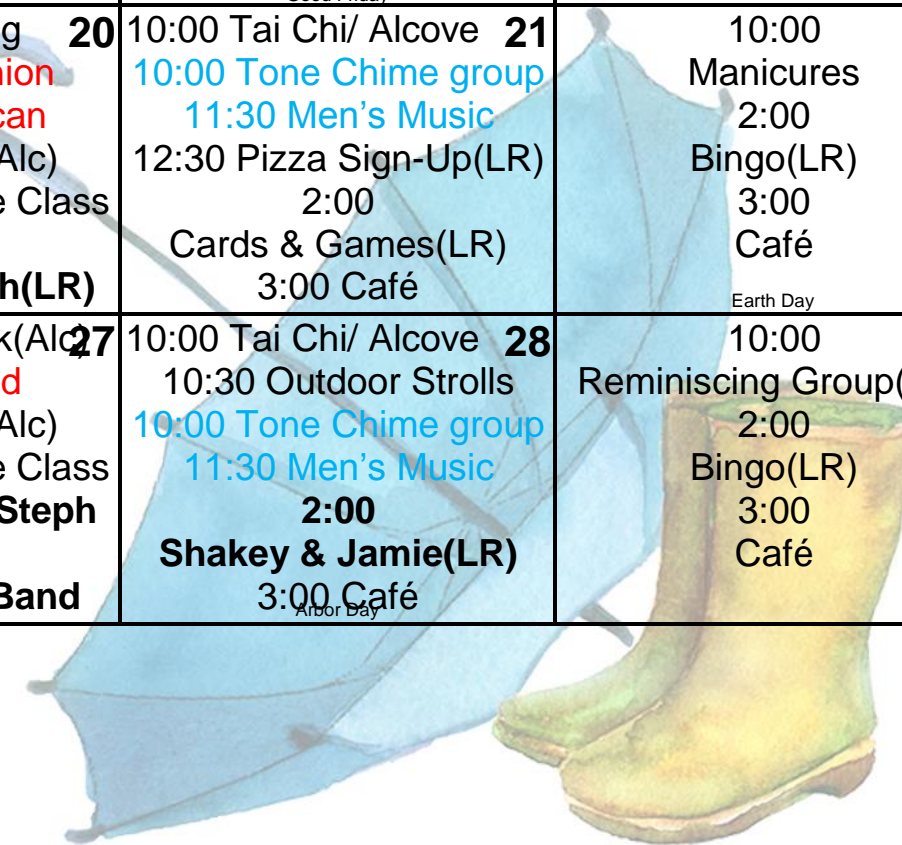 g 20
nion
can
Alc)
e Class
h(LR)
Good Friday
10:00 Tai Chi/ Alcove 21
10:00 Tone Chime group
11:30 Men's Music
12:30 Pizza Sign-Up(LR)
2:00
Cards & Games(LR)
3:00 Café
10:00
Manicures
2:00
Bingo(LR)
3:00
Café
Earth Day
k(Alc) 27
d
Alc)
e Class
Steph
Band
10:00 Tai Chi/ Alcove 28
10:30 Outdoor Strolls
10:00 Tone Chime group
11:30 Men's Music
2:00
Shakey & Jamie(LR)
3:00 Café
Arbor Day
10:00
Reminiscing Group(
2:00
Bingo(LR)
3:00
Café